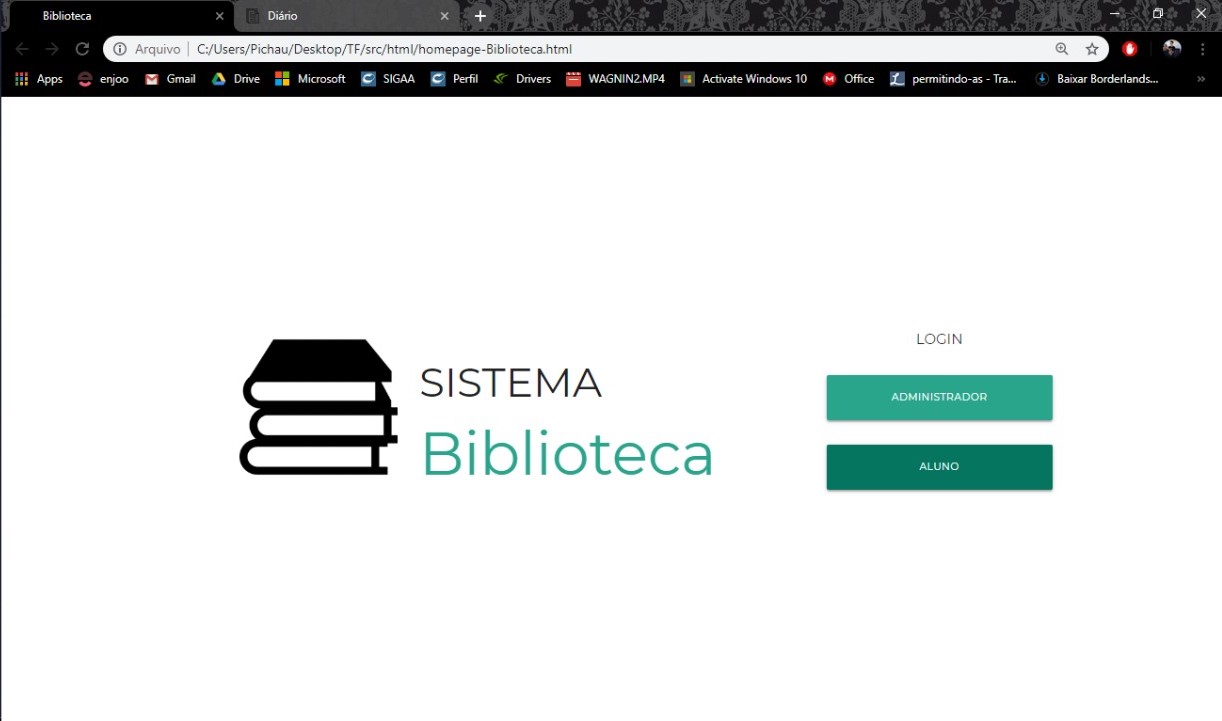 Biblioteca
Diário
Arquivo C:/Users/Pichau/Desktop/TF/src/html/homepage-Biblioteca.html
Apps enjoo Gmail Drive Microsoft SIGAA Perfil Drivers WAGNIN2.MP4 Activate Windows 10 Office permitindo-as - Tra... Baixar Borderlands... »
SISTEMA
Biblioteca
LOGIN
ADMINISTRADOR
ALUNO